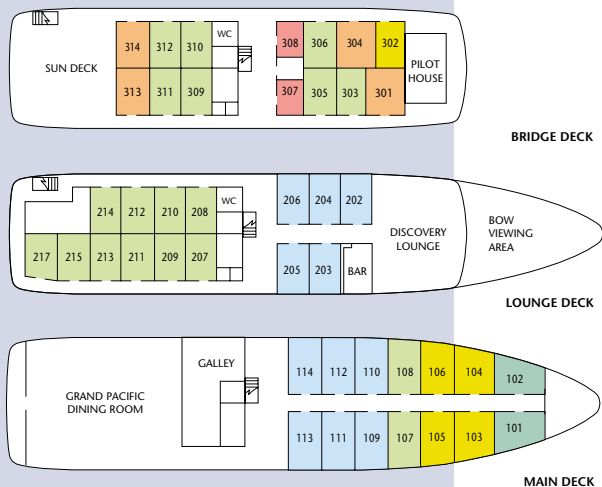 314 312 310 WC 308 306 304 302
SUN DECK PILOT
HOUSE
313 311 309 307 305 303 301
BRIDGE DECK
214 212 210 208 WC 206 204 202
DISCOVERY
LOUNGE
BOW
VIEWING
AREA
217 215 213 211 209 207 205 203 BAR
LOUNGE DECK
GALLEY 114 112 110 108 106 104 102
GRAND PACIFIC
DINING ROOM
113 111 109 107 105 103 101
MAIN DECK